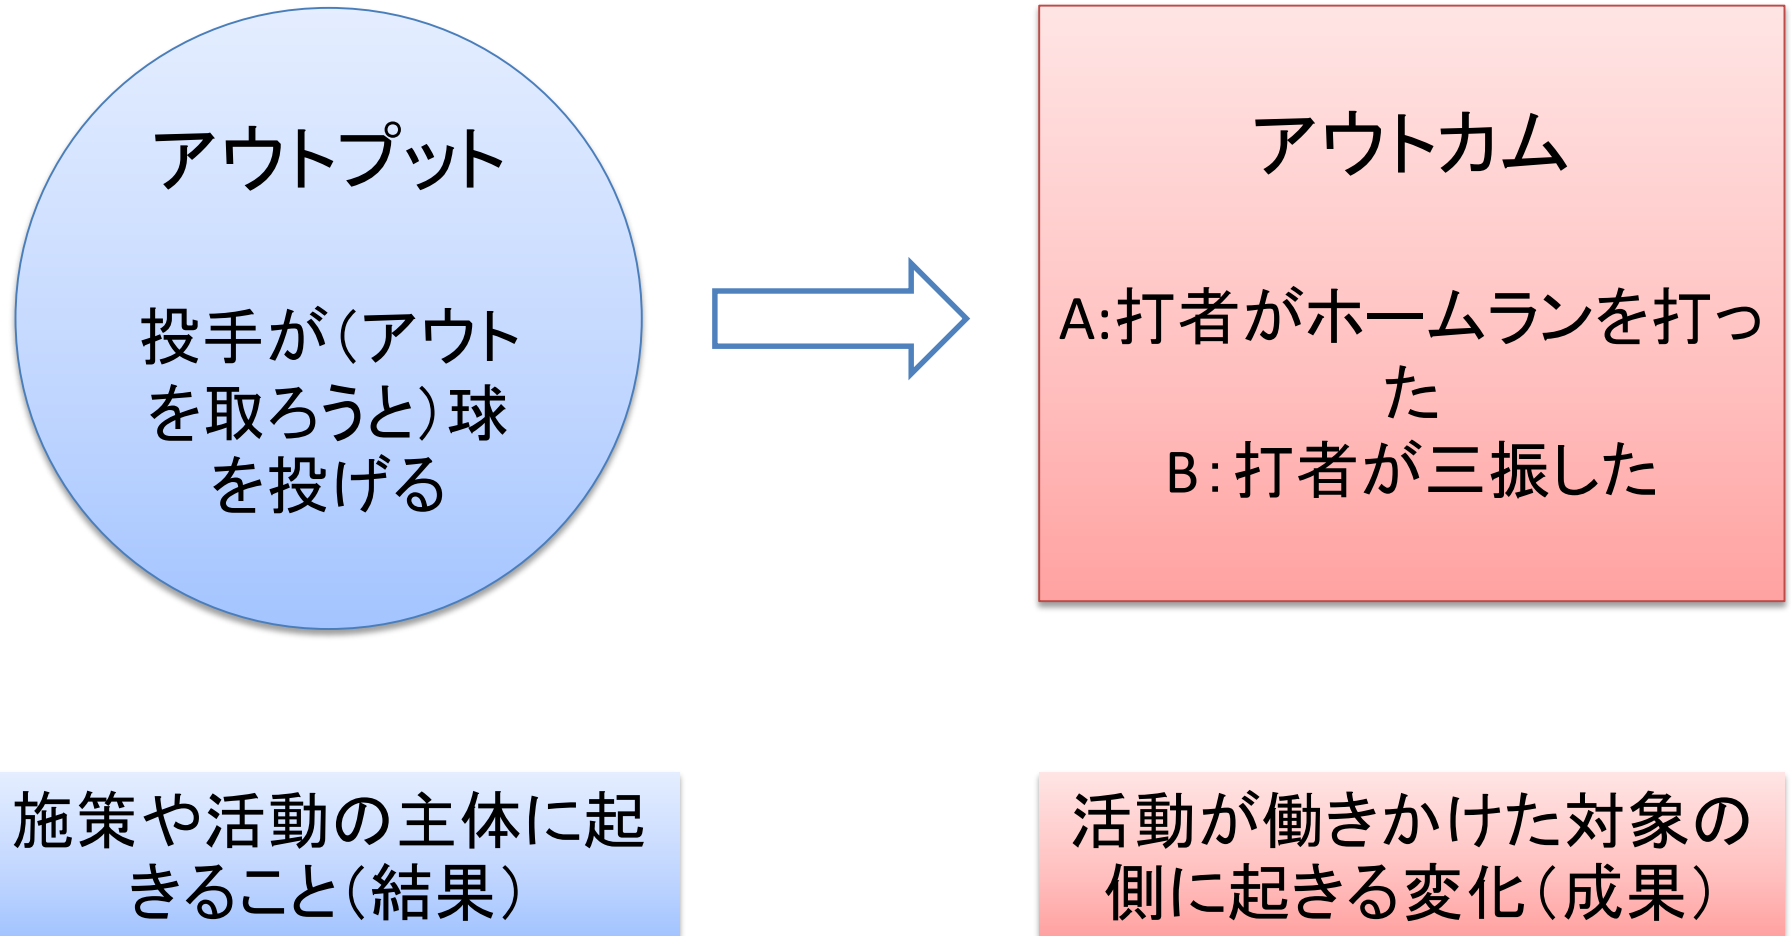 アウトプット
投手が(アウト
を取ろうと)球
を投げる
アウトカム
A:打者がホームランを打っ
た
B:打者が三振した
施策や活動の主体に起
きること(結果)
活動が働きかけた対象の
側に起きる変化(成果)